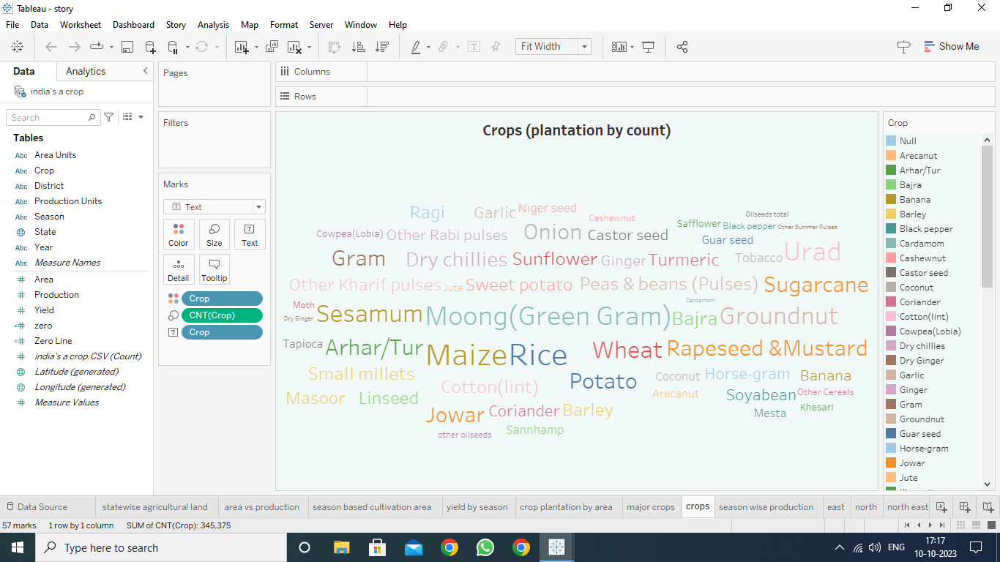 Tableau - story
File Data Worksheet Dashboard Story Analysis Map Format Server Window Help
Fit Width
Show Me
Data Analytics
india's a crop
Search
Tables
Abc Area Units
Abc Crop
Abc District
Abc Production Units
Abc Season
State
Abc Year
Abc Measure Names
Area
Production
Yield
zero
Zero Line
india's a crop.CSV (Count)
Latitude (generated)
Longitude (generated)
Measure Values
Pages
Filters
Marks
Text
Color Size Text
Detail Tooltip
Crop
CNT(Crop)
Crop
Columns
Rows
Crops (plantation by count)
Ragi Garlic Niger seed Cashewnut Oilseeds total
Cowpea(Lobia) Other Rabi pulses Onion Castor seed Safflower Black pepper Other Summer Pulses
Guar seed
Gram Dry chillies Sunflower Ginger Turmeric Tobacco Urad
Other Kharif pulses Jute Sweet potato Peas & beans (Pulses) Sugarcane
Moth Cardamom
Dry Ginger Sesamum Moong(Green Gram) Bajra Groundnut
Tapioca Arhar/Tur Maize Rice Wheat Rapeseed &Mustard
Small millets Cotton(lint) Potato Coconut Horse-gram Banana
Masoor Linseed Arecanut Soyabean Other Cereals
Jowar Coriander Barley Mesta Khesari
other oilseeds Sannhamp
Crop
Null
Arecanut
Arhar/Tur
Bajra
Banana
Barley
Black pepper
Cardamom
Cashewnut
Castor seed
Coconut
Coriander
Cotton(lint)
Cowpea(Lobia)
Dry chillies
Dry Ginger
Garlic
Ginger
Gram
Groundnut
Guar seed
Horse-gram
Jowar
Jute
Data Source statewise agricultural land area vs production season based cultivation area yield by season crop plantation by area major crops crops season wise production east north north east
57 marks 1 row by 1 column SUM of CNT(Crop): 345,375
Type here to search
ENG 17:17
10-10-2023